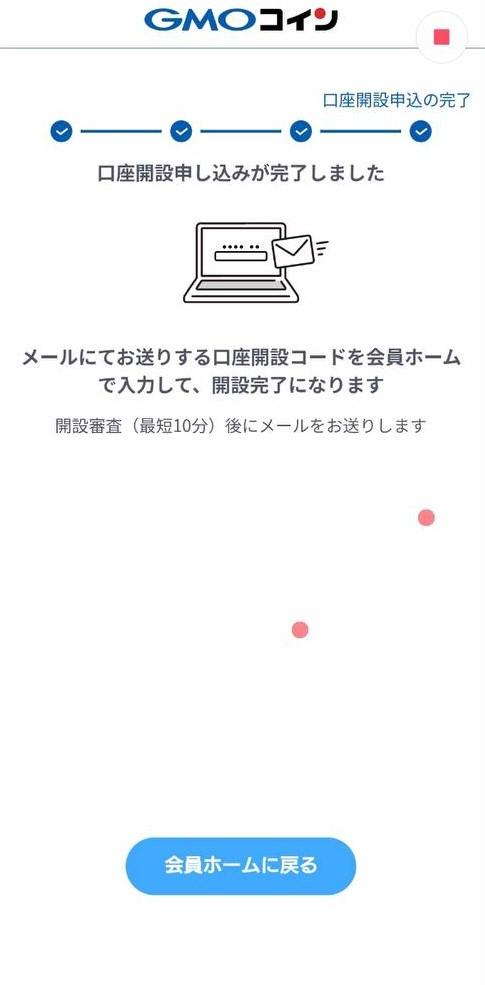 GMOコイン
口座開設申込の完了
口座開設申し込みが完了しました
メールにてお送りする口座開設コードを会員ホーム
で入力して、開設完了になります
開設審査（最短10分）後にメールをお送りします
会員ホームに戻る